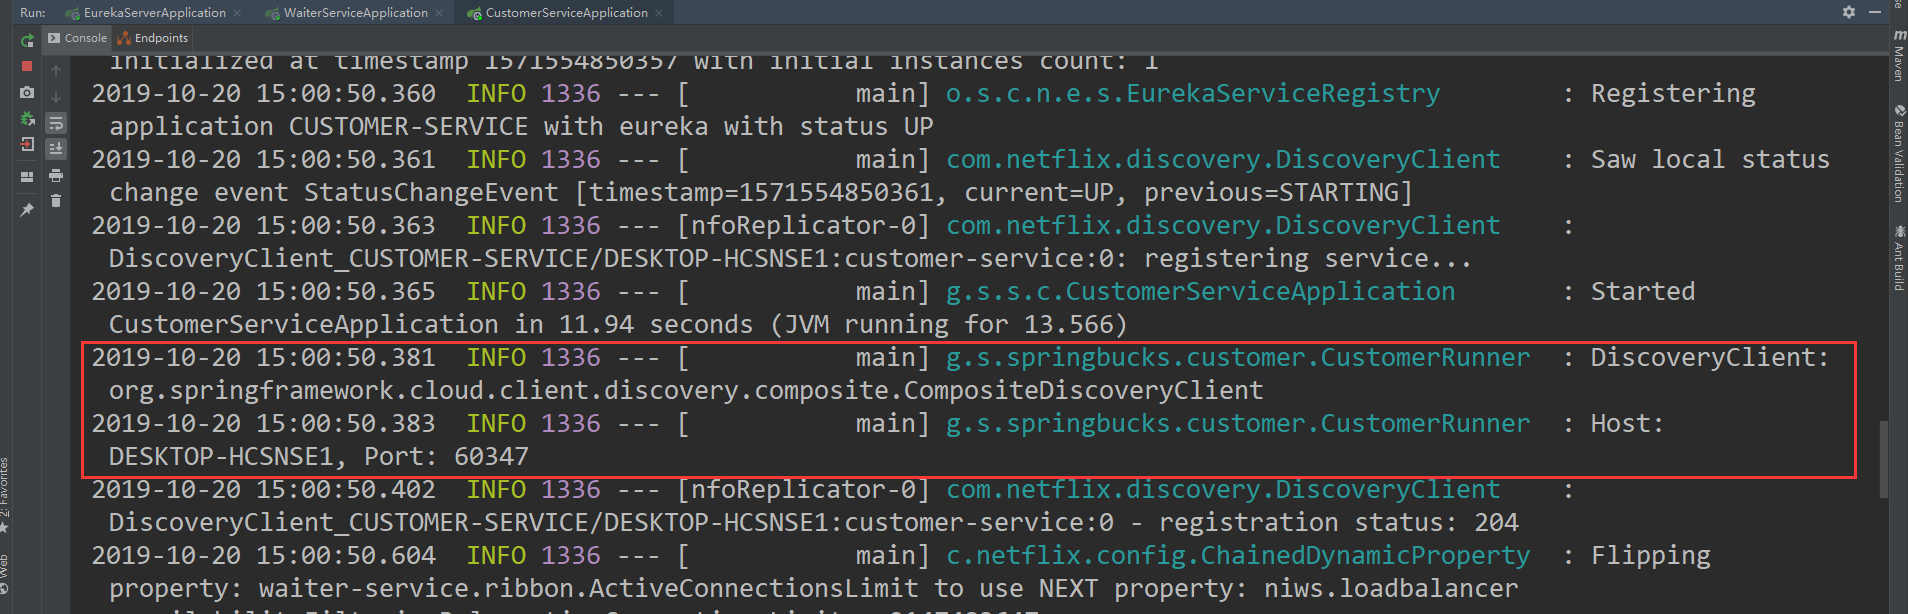 Run: EurekaServerApplication × WaiterServiceApplication × CustomerServiceApplication ×
Console Endpoints
initialized at timestamp 1571554850357 with initial instances count: 1
2019-10-20 15:00:50.360  INFO 1336 --- [           main] o.s.c.n.e.s.EurekaServiceRegistry        : Registering
application CUSTOMER-SERVICE with eureka with status UP
2019-10-20 15:00:50.361  INFO 1336 --- [           main] com.netflix.discovery.DiscoveryClient    : Saw local status
change event StatusChangeEvent [timestamp=1571554850361, current=UP, previous=STARTING]
2019-10-20 15:00:50.363  INFO 1336 --- [nfoReplicator-0] com.netflix.discovery.DiscoveryClient    :
DiscoveryClient_CUSTOMER-SERVICE/DESKTOP-HCSNSE1:customer-service:0: registering service...
2019-10-20 15:00:50.365  INFO 1336 --- [           main] g.s.s.c.CustomerServiceApplication       : Started
CustomerServiceApplication in 11.94 seconds (JVM running for 13.566)
2019-10-20 15:00:50.381  INFO 1336 --- [           main] g.s.springbucks.customer.CustomerRunner  : DiscoveryClient:
org.springframework.cloud.client.discovery.composite.CompositeDiscoveryClient
2019-10-20 15:00:50.383  INFO 1336 --- [           main] g.s.springbucks.customer.CustomerRunner  : Host:
DESKTOP-HCSNSE1, Port: 60347
2019-10-20 15:00:50.402  INFO 1336 --- [nfoReplicator-0] com.netflix.discovery.DiscoveryClient    :
DiscoveryClient_CUSTOMER-SERVICE/DESKTOP-HCSNSE1:customer-service:0 - registration status: 204
2019-10-20 15:00:50.604  INFO 1336 --- [           main] c.netflix.config.ChainedDynamicProperty  : Flipping
property: waiter-service.ribbon.ActiveConnectionsLimit to use NEXT property: niws.loadbalancer
2: Favorites
Web
Maven
Bean Validation
Ant Build